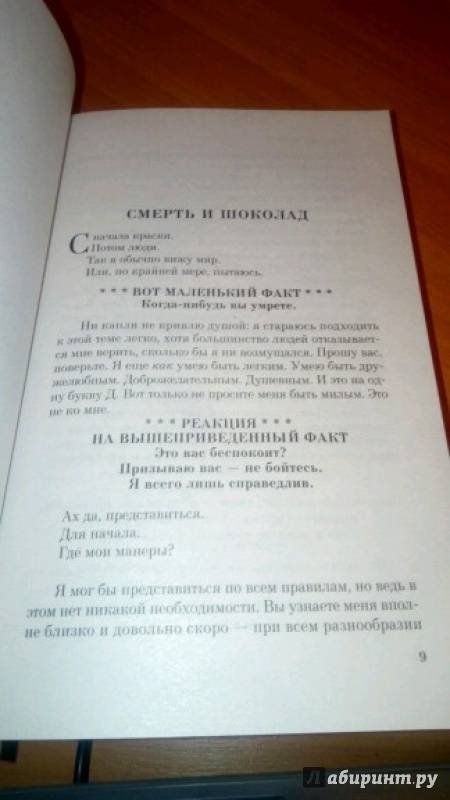 СМЕРТЬ И ШОКОЛАД
Сначала краски.
Потом люди.
Так я обычно вижу мир.
Или, по крайней мере, пытаюсь.
* * * ВОТ МАЛЕНЬКИЙ ФАКТ * * *
Когда-нибудь вы умрете.
Ни капли не кривлю душой: я стараюсь подходить
к этой теме легко, хотя большинство людей отказывает-
ся мне верить, сколько бы я ни возмущался. Прошу вас,
поверьте. Я еще как умею быть легким. Умею быть дру-
желюбным. Доброжелательным. Душевным. И это на од-
ну букву Д. Вот только не просите меня быть милым. Это
не ко мне.
* * * РЕАКЦИЯ * * *
НА ВЫШЕПРИВЕДЕННЫЙ ФАКТ
Это вас беспокоит?
Призываю вас — не бойтесь.
Я всего лишь справедлив.
Ах да, представиться.
Для начала.
Где мои манеры?
Я мог бы представиться по всем правилам, но ведь в
этом нет никакой необходимости. Вы узнаете меня впол-
не близко и довольно скоро — при всем разнообразии
9
Лабиринт.ру